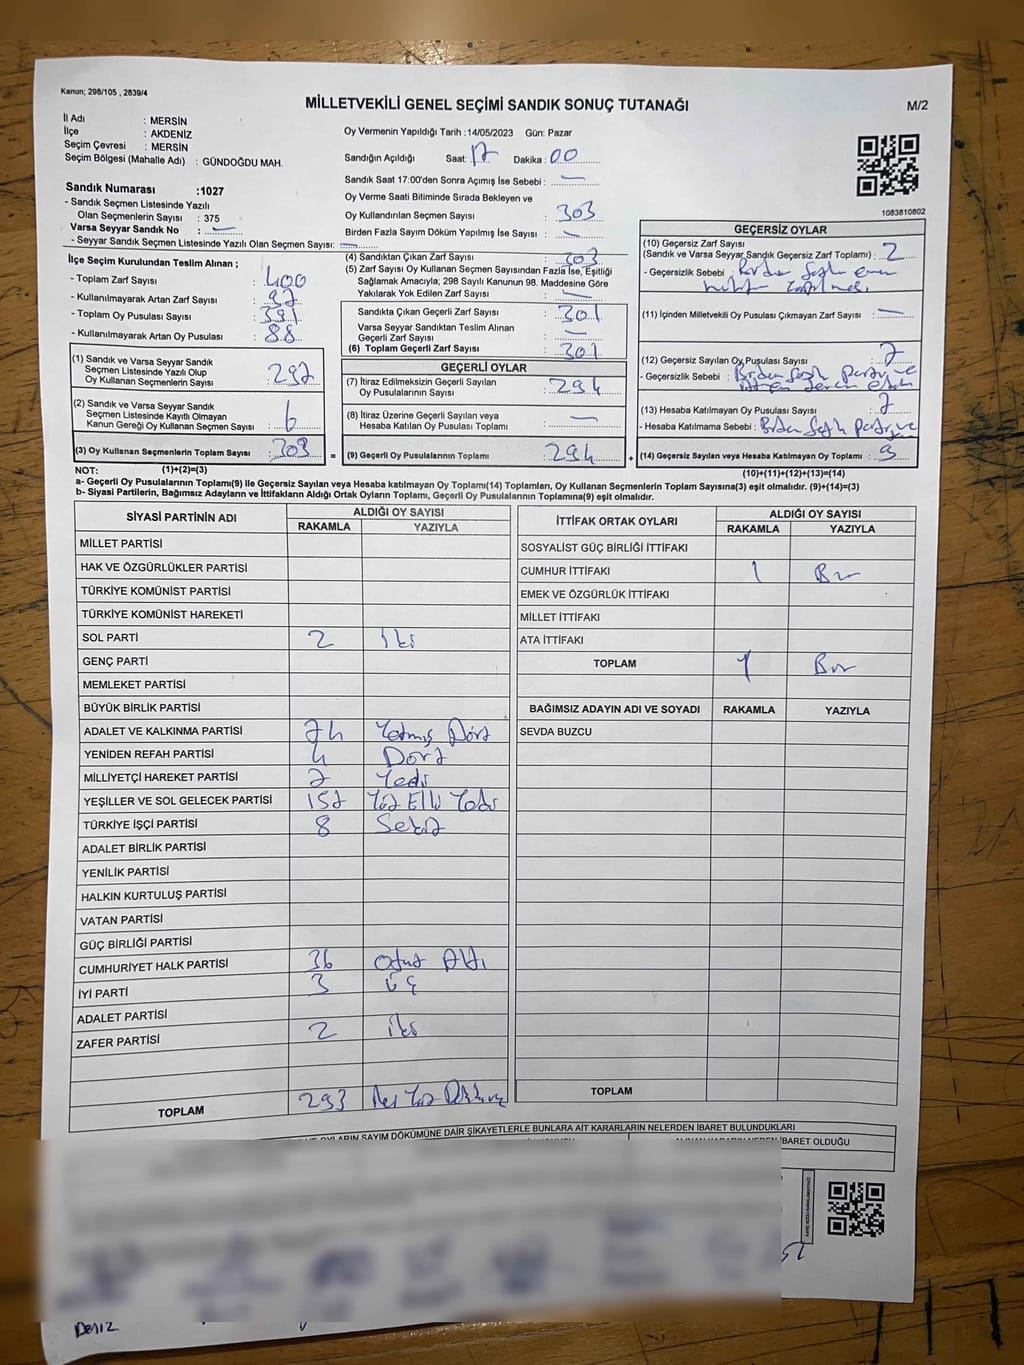 Kanun; 298/105 , 2839/4
MİLLETVEKİLİ GENEL SEÇİMİ SANDIK SONUÇ TUTANAĞI
M/2
İl Adı : MERSİN
İlçe : AKDENİZ
Seçim Çevresi : MERSİN
Seçim Bölgesi (Mahalle Adı) : GÜNDOĞDU MAH.
Sandık Numarası :1027
- Sandık Seçmen Listesinde Yazılı
Olan Seçmenlerin Sayısı : 375
Varsa Seyyar Sandık No : —
- Seyyar Sandık Seçmen Listesinde Yazılı Olan Seçmen Sayısı: —
Oy Vermenin Yapıldığı Tarih :14/05/2023 Gün: Pazar
Sandığın Açıldığı Saat: 17 Dakika : 00
Sandık Saat 17:00'den Sonra Açımış İse Sebebi : —
Oy Verme Saati Bitiminde Sırada Bekleyen ve
Oy Kullandırılan Seçmen Sayısı : 303
Birden Fazla Sayım Döküm Yapılmış İse Sayısı : —
1083810802
İlçe Seçim Kurulundan Teslim Alınan ;
- Toplam Zarf Sayısı : 400
- Kullanılmayarak Artan Zarf Sayısı : 97
- Toplam Oy Pusulası Sayısı : 391
- Kullanılmayarak Artan Oy Pusulası : 88
(1) Sandık ve Varsa Seyyar Sandık
Seçmen Listesinde Yazılı Olup
Oy Kullanan Seçmenlerin Sayısı : 297
(2) Sandık ve Varsa Seyyar Sandık
Seçmen Listesinde Kayıtlı Olmayan
Kanun Gereği Oy Kullanan Seçmen Sayısı : 6
(3) Oy Kullanan Seçmenlerin Toplam Sayısı : 303
(4) Sandıktan Çıkan Zarf Sayısı : 303
(5) Zarf Sayısı Oy Kullanan Seçmen Sayısından Fazla İse, Eşitliği
Sağlamak Amacıyla; 298 Sayılı Kanunun 98. Maddesine Göre
Yakılarak Yok Edilen Zarf Sayısı : —
Sandıkta Çıkan Geçerli Zarf Sayısı : 301
Varsa Seyyar Sandıktan Teslim Alınan
Geçerli Zarf Sayısı : —
(6) Toplam Geçerli Zarf Sayısı : 301
GEÇERLİ OYLAR
(7) İtiraz Edilmeksizin Geçerli Sayılan
Oy Pusulalarının Sayısı : 294
(8) İtiraz Üzerine Geçerli Sayılan veya
Hesaba Katılan Oy Pusulası Toplamı : —
= (9) Geçerli Oy Pusulalarının Toplamı : 294 +
GEÇERSİZ OYLAR
(10) Geçersiz Zarf Sayısı
(Sandık ve Varsa Seyyar Sandık Geçersiz Zarf Toplamı) : 2
- Geçersizlik Sebebi : Birden fazla
(11) İçinden Milletvekili Oy Pusulası Çıkmayan Zarf Sayısı : —
(12) Geçersiz Sayılan Oy Pusulası Sayısı : 7
- Geçersizlik Sebebi : Birden fazla partiye
(13) Hesaba Katılmayan Oy Pusulası Sayısı : 7
- Hesaba Katılmama Sebebi : Birden fazla partiye
(14) Geçersiz Sayılan veya Hesaba Katılmayan Oy Toplamı : 9
NOT: (1)+(2)=(3)
(10)+(11)+(12)+(13)=(14)
a- Geçerli Oy Pusulalarının Toplamı(9) ile Geçersiz Sayılan veya Hesaba katılmayan Oy Toplamı(14) Toplamları, Oy Kullanan Seçmenlerin Toplam Sayısına(3) eşit olmalıdır. (9)+(14)=(3)
b- Siyasi Partilerin, Bağımsız Adayların ve İttifakların Aldığı Ortak Oyların Toplamı, Geçerli Oy Pusulalarının Toplamına(9) eşit olmalıdır.
SİYASİ PARTİNİN ADI ALDIĞI OY SAYISI
RAKAMLA YAZIYLA
MİLLET PARTİSİ
HAK VE ÖZGÜRLÜKLER PARTİSİ
TÜRKİYE KOMÜNİST PARTİSİ
TÜRKİYE KOMÜNİST HAREKETİ
SOL PARTİ 2 iki
GENÇ PARTİ
MEMLEKET PARTİSİ
BÜYÜK BİRLİK PARTİSİ
ADALET VE KALKINMA PARTİSİ 74 Yetmiş Dört
YENİDEN REFAH PARTİSİ 4 Dört
MİLLİYETÇİ HAREKET PARTİSİ 7 Yedi
YEŞİLLER VE SOL GELECEK PARTİSİ 157 Yüz Elli Yedi
TÜRKİYE İŞÇİ PARTİSİ 8 Sekiz
ADALET BİRLİK PARTİSİ
YENİLİK PARTİSİ
HALKIN KURTULUŞ PARTİSİ
VATAN PARTİSİ
GÜÇ BİRLİĞİ PARTİSİ
CUMHURİYET HALK PARTİSİ 36 Otuz Altı
İYİ PARTİ 3 üç
ADALET PARTİSİ
ZAFER PARTİSİ 2 iki
TOPLAM 293 İki Yüz
İTTİFAK ORTAK OYLARI ALDIĞI OY SAYISI
RAKAMLA YAZIYLA
SOSYALİST GÜÇ BİRLİĞİ İTTİFAKI
CUMHUR İTTİFAKI 1 Bir
EMEK VE ÖZGÜRLÜK İTTİFAKI
MİLLET İTTİFAKI
ATA İTTİFAKI
TOPLAM 1 Bir
BAĞIMSIZ ADAYIN ADI VE SOYADI RAKAMLA YAZIYLA
SEVDA BUZCU
TOPLAM
OYLARIN SAYIM DÖKÜMÜNE DAİR ŞİKAYETLERLE BUNLARA AİT KARARLARIN NELERDEN İBARET BULUNDUKLARI
İBARET OLDUĞU
DENİZ